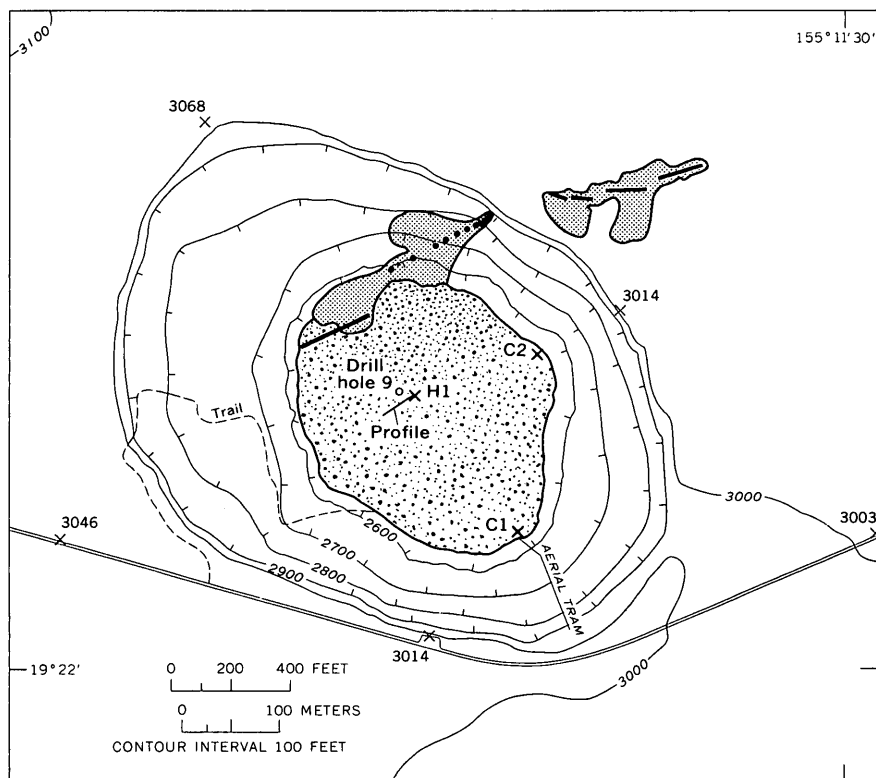 3100
155° 11' 30"
3068
3014
C2
Drill
hole 9
H1
Profile
Trail
3000
3046
2600
C1
3003
2700
2800
2900
AERIAL TRAM
3014
3000
19° 22'
0 200 400 FEET
0 100 METERS
CONTOUR INTERVAL 100 FEET